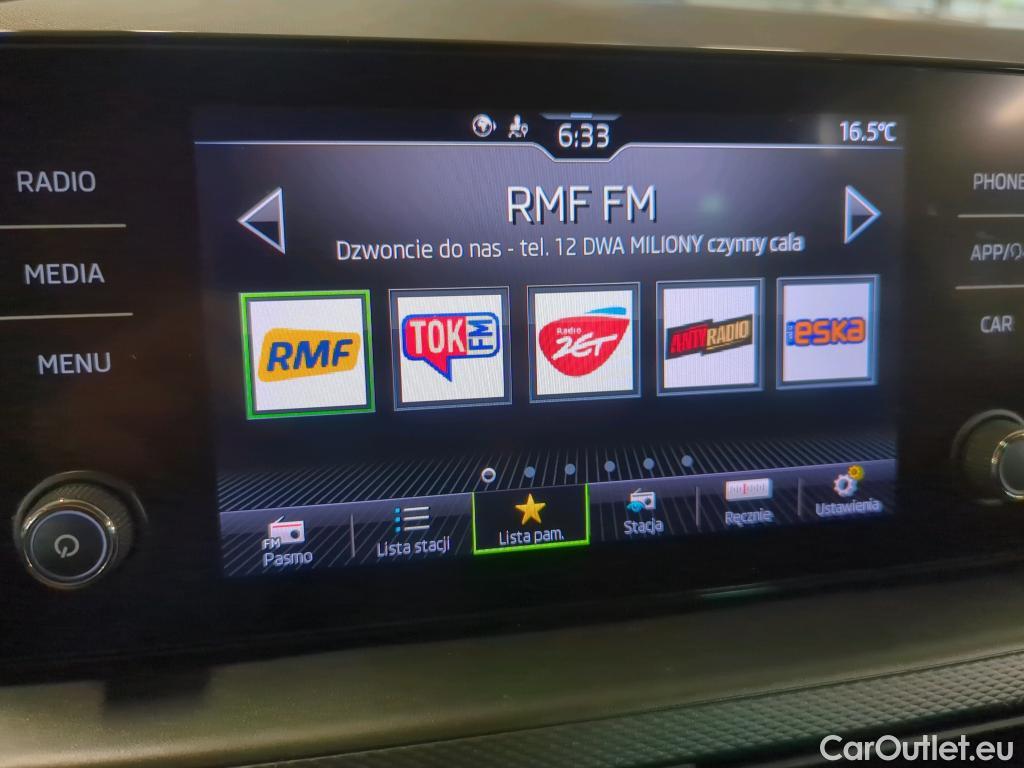 6:33
16.5°C
RADIO
MEDIA
MENU
PHONE
APP/
CAR
RMF FM
Dzwoncie do nas - tel. 12 DWA MILIONY czynny cała
RMF
TOK FM
Radio ZET
ANTYRADIO
ESKA
FM
Pasmo
Lista stacji
Lista pam.
Stacja
Ręcznie
Ustawienia
CarOutlet.eu